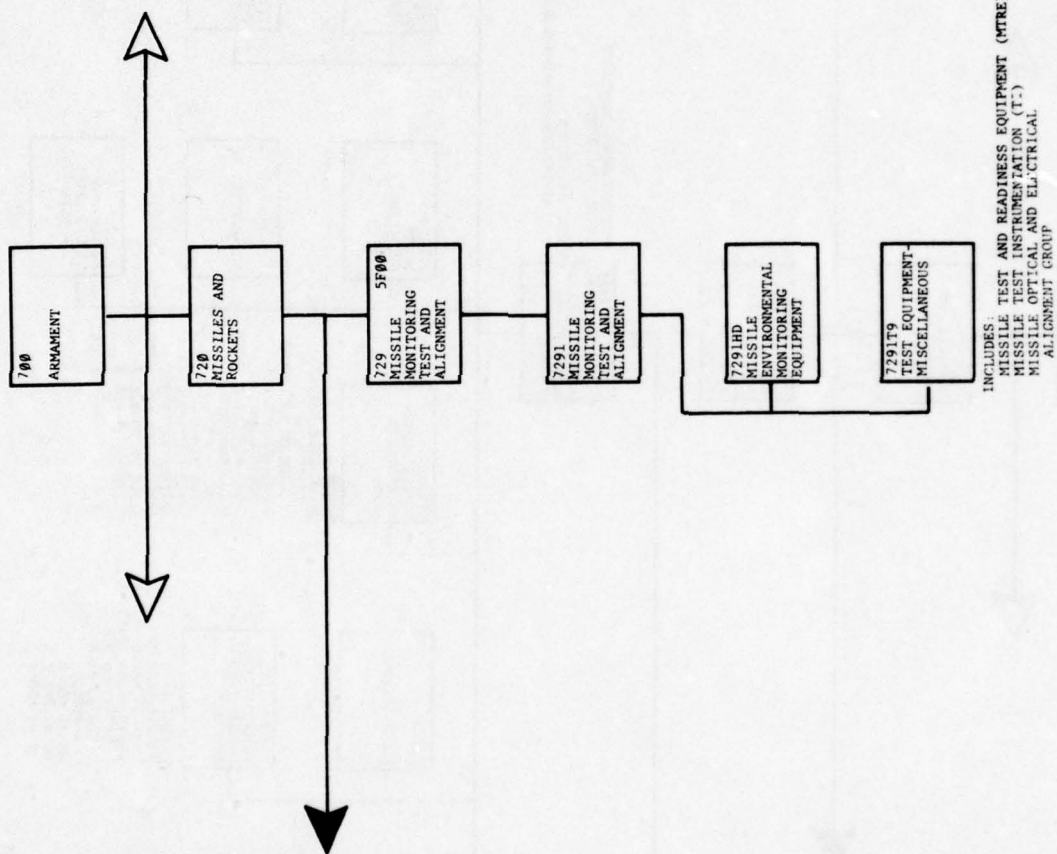 700
ARMAMENT
720
MISSILES AND
ROCKETS
729 5F00
MISSILE
MONITORING
TEST AND
ALIGNMENT
7291
MISSILE
MONITORING
TEST AND
ALIGNMENT
7291HD
MISSILE
ENVIRONMENTAL
MONITORING
EQUIPMENT
7291T9
TEST EQUIPMENT-
MISCELLANEOUS
INCLUDES:
MISSILE TEST AND READINESS EQUIPMENT (MTRE
MISSILE TEST INSTRUMENTATION
MISSILE OPTICAL AND ELECTRICAL
ALIGNMENT GROUP